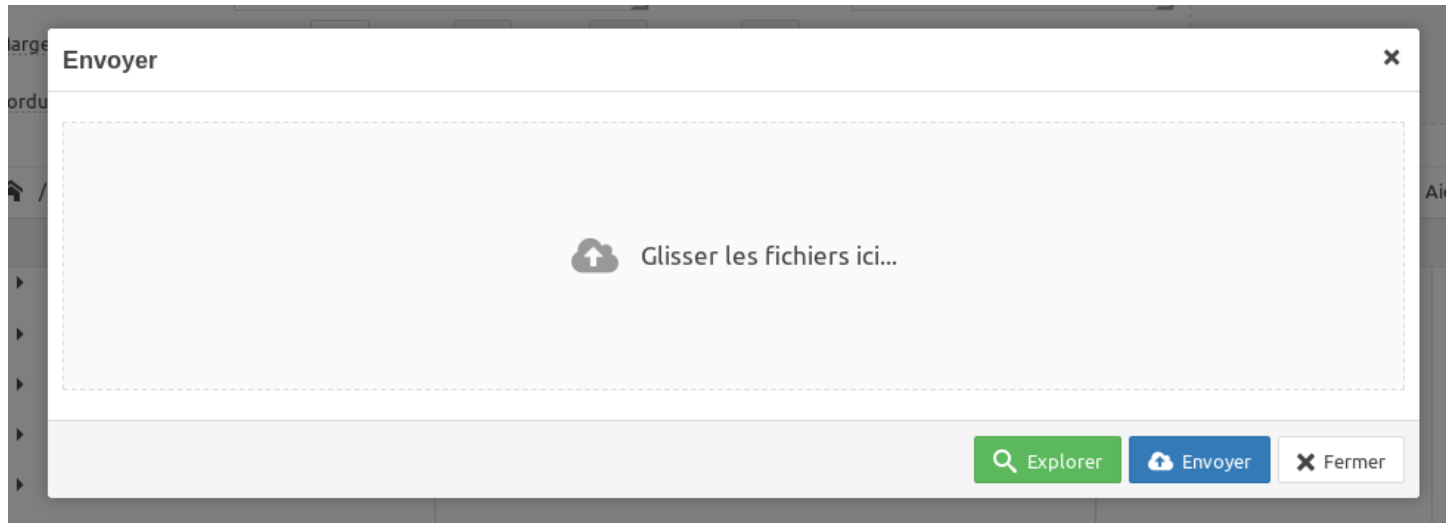 Envoyer
Glisser les fichiers ici...
Explorer
Envoyer
Fermer